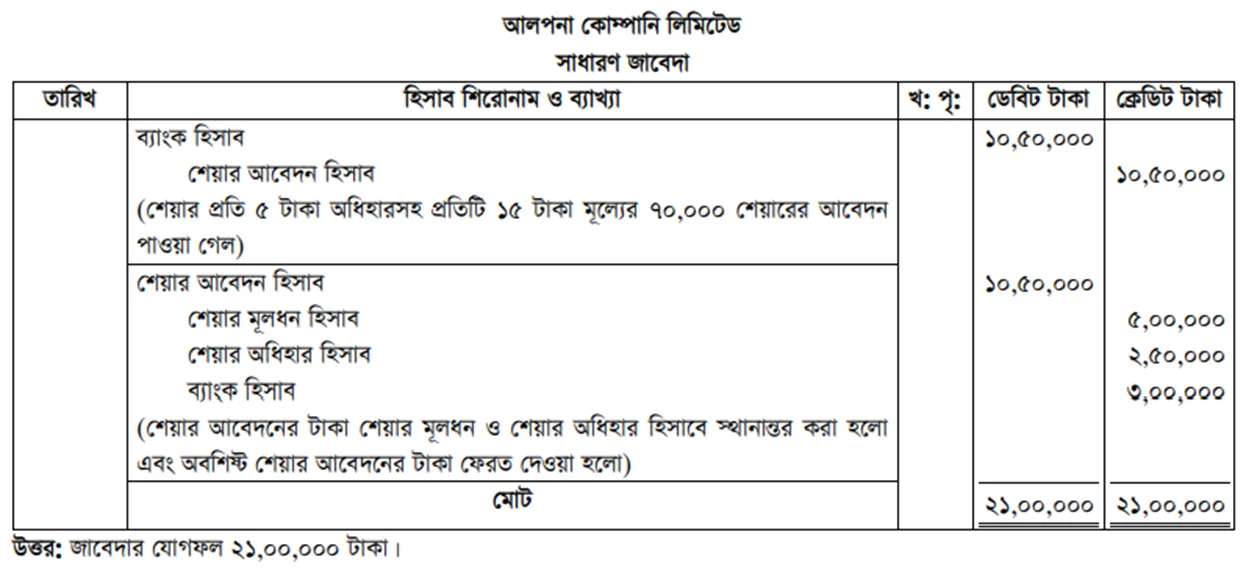 আলপনা কোম্পানি লিমিটেড
সাধারণ জাবেদা
তারিখ হিসাব শিরোনাম ও ব্যাখ্যা খ: পৃ: ডেবিট টাকা ক্রেডিট টাকা
ব্যাংক হিসাব ১০,৫০,০০০
শেয়ার আবেদন হিসাব ১০,৫০,০০০
(শেয়ার প্রতি ৫ টাকা অধিহারসহ প্রতিটি ১৫ টাকা মূল্যের ৭০,০০০ শেয়ারের আবেদন
পাওয়া গেল)
শেয়ার আবেদন হিসাব ১০,৫০,০০০
শেয়ার মূলধন হিসাব ৫,০০,০০০
শেয়ার অধিহার হিসাব ২,৫০,০০০
ব্যাংক হিসাব ৩,০০,০০০
(শেয়ার আবেদনের টাকা শেয়ার মূলধন ও শেয়ার অধিহার হিসাবে স্থানান্তর করা হলো
এবং অবশিষ্ট শেয়ার আবেদনের টাকা ফেরত দেওয়া হলো)
মোট ২১,০০,০০০ ২১,০০,০০০
উত্তর: জাবেদার যোগফল ২১,০০,০০০ টাকা।